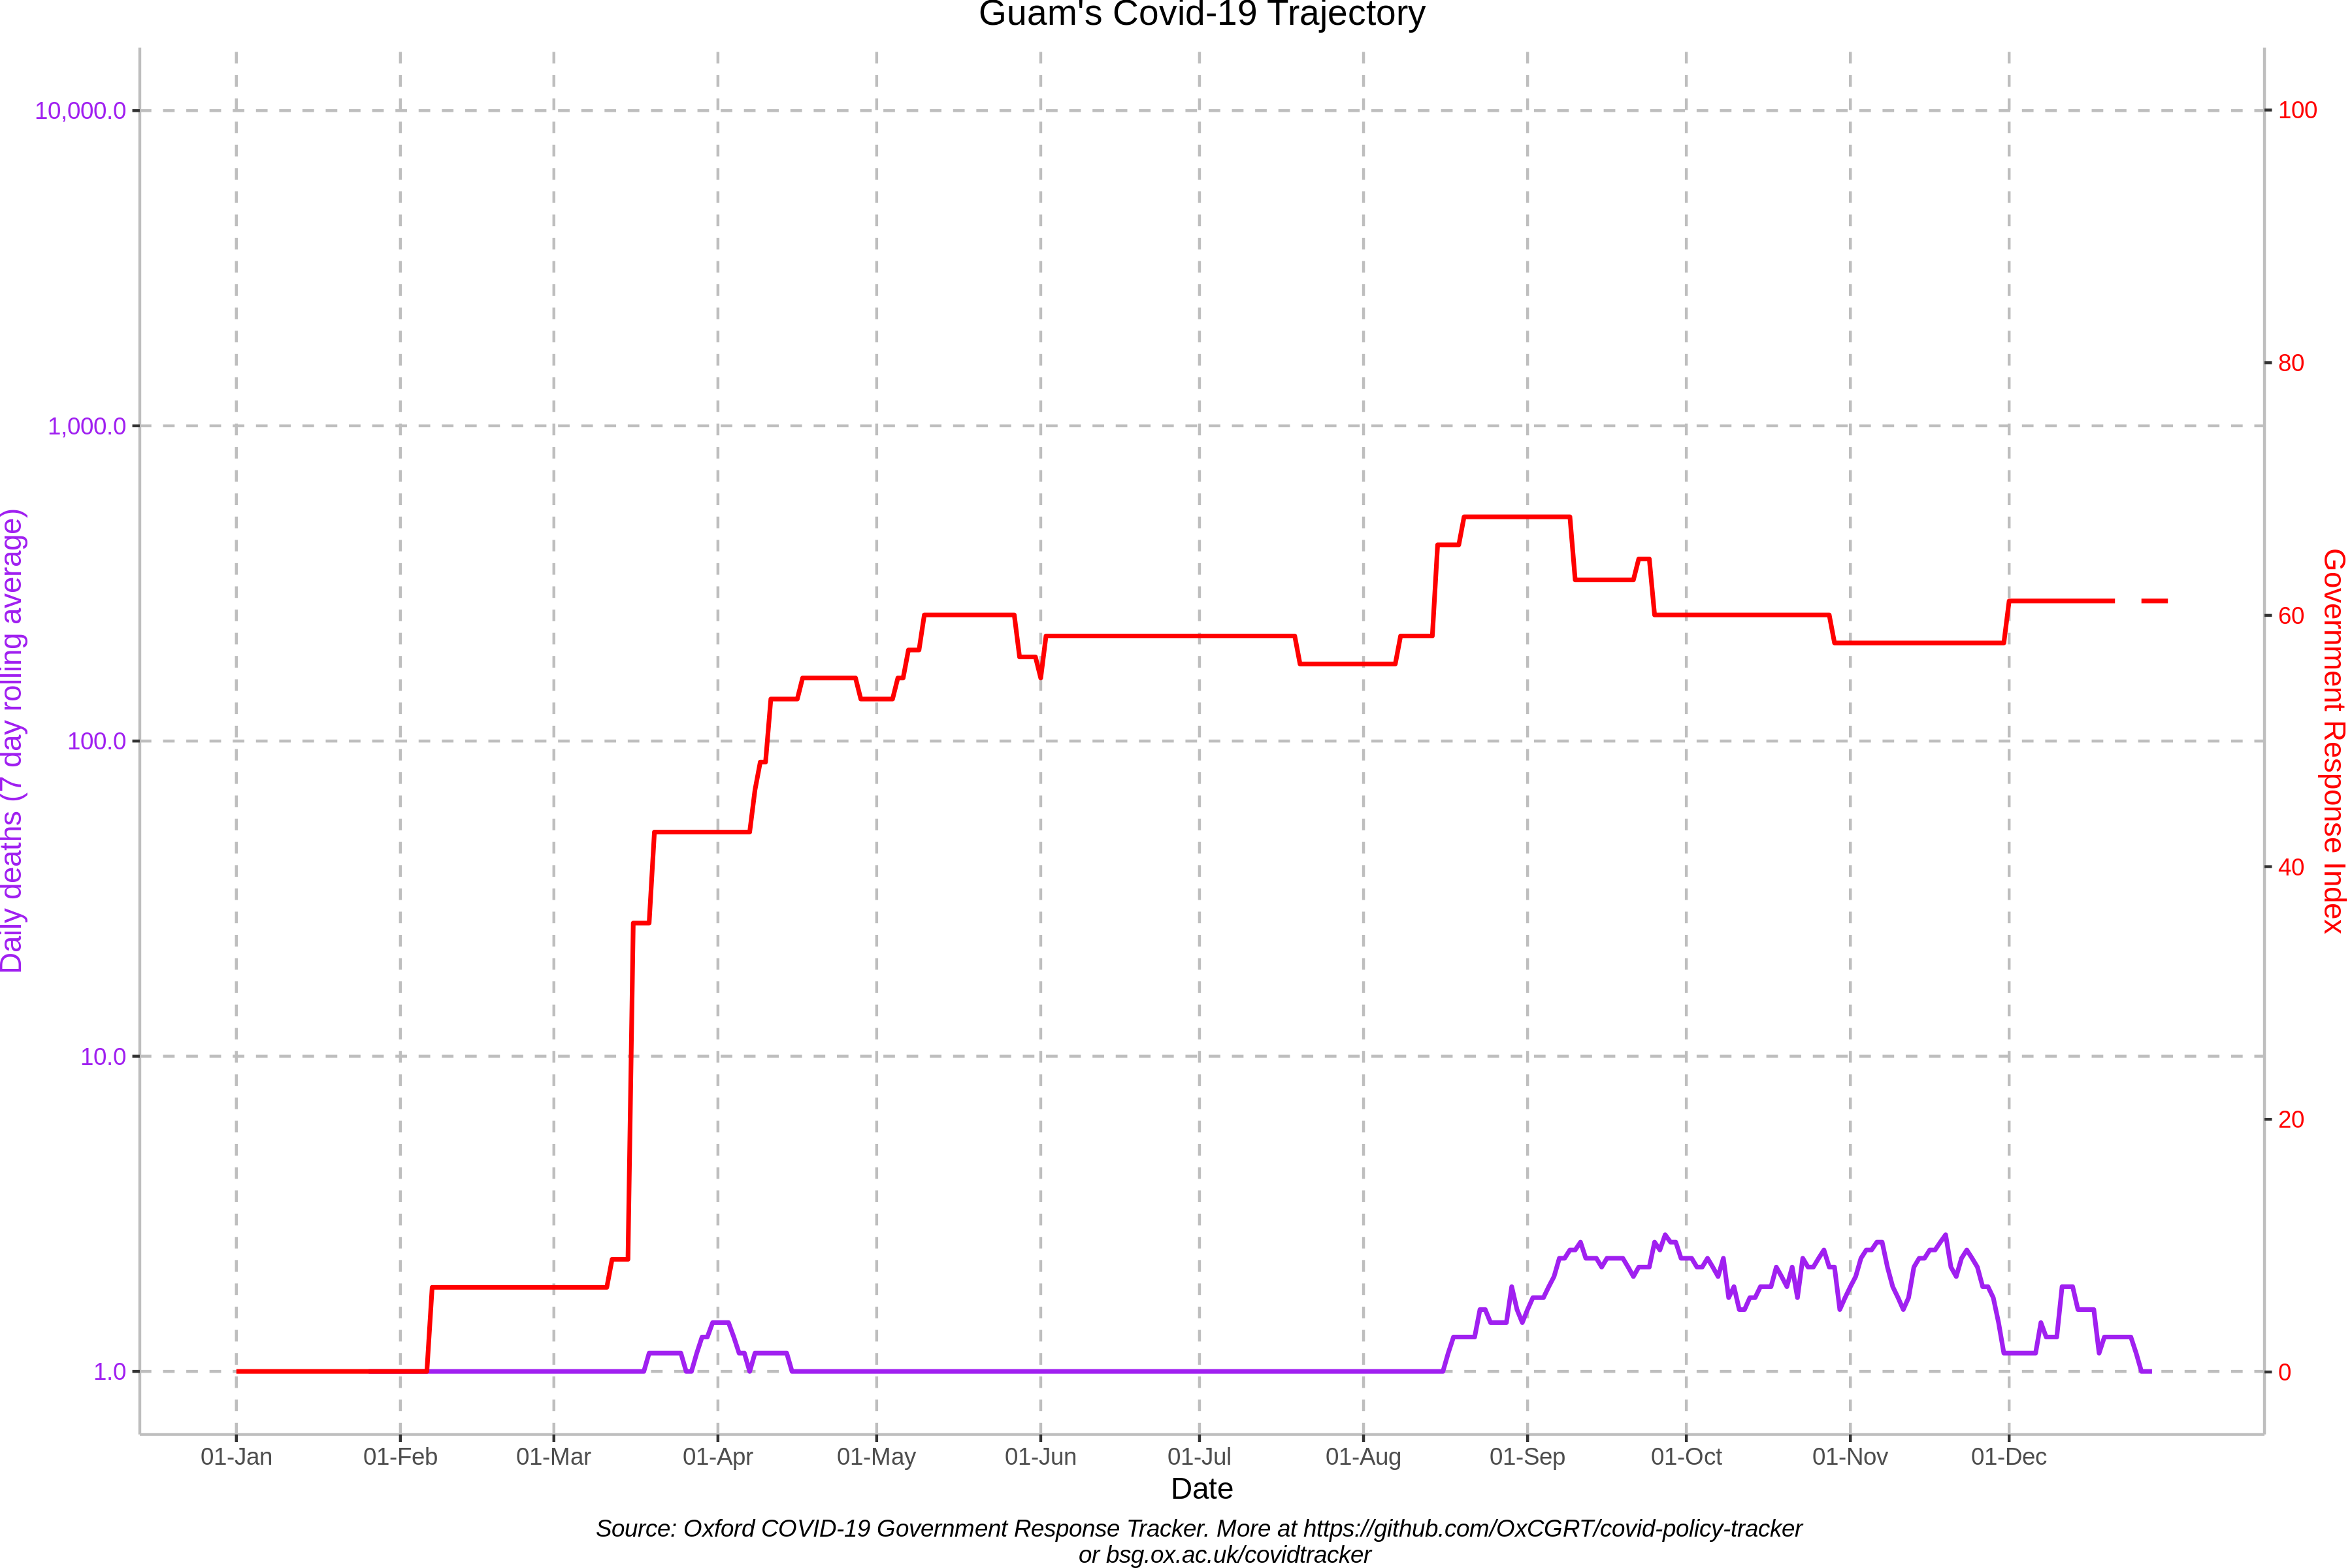 Guam's Covid-19 Trajectory
10,000.0
1,000.0
100.0
10.0
1.0
Daily deaths (7 day rolling average)
100
80
60
40
20
0
Government Response Index
01-Jan
01-Feb
01-Mar
01-Apr
01-May
01-Jun
01-Jul
01-Aug
01-Sep
01-Oct
01-Nov
01-Dec
Date
Source: Oxford COVID-19 Government Response Tracker. More at https://github.com/OxCGRT/covid-policy-tracker
or bsg.ox.ac.uk/covidtracker